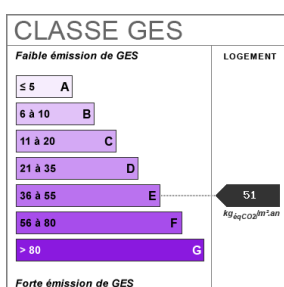 CLASSE GES
Faible émission de GES
LOGEMENT
≤ 5 A
6 à 10 B
11 à 20 C
21 à 35 D
36 à 55 E
51
kgéqCO2/m².an
56 à 80 F
> 80 G
Forte émission de GES